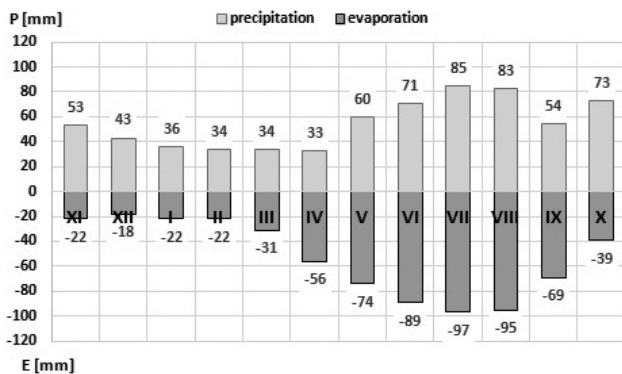 P [mm] precipitation evaporation
120
100
80
60
40
20
0
-20
-40
-60
-80
-100
-120
53 43 36 34 34 33 60 71 85 83 54 73
XI XII I II III IV V VI VII VIII IX X
-22 -18 -22 -22 -31 -56 -74 -89 -97 -95 -69 -39
E [mm]